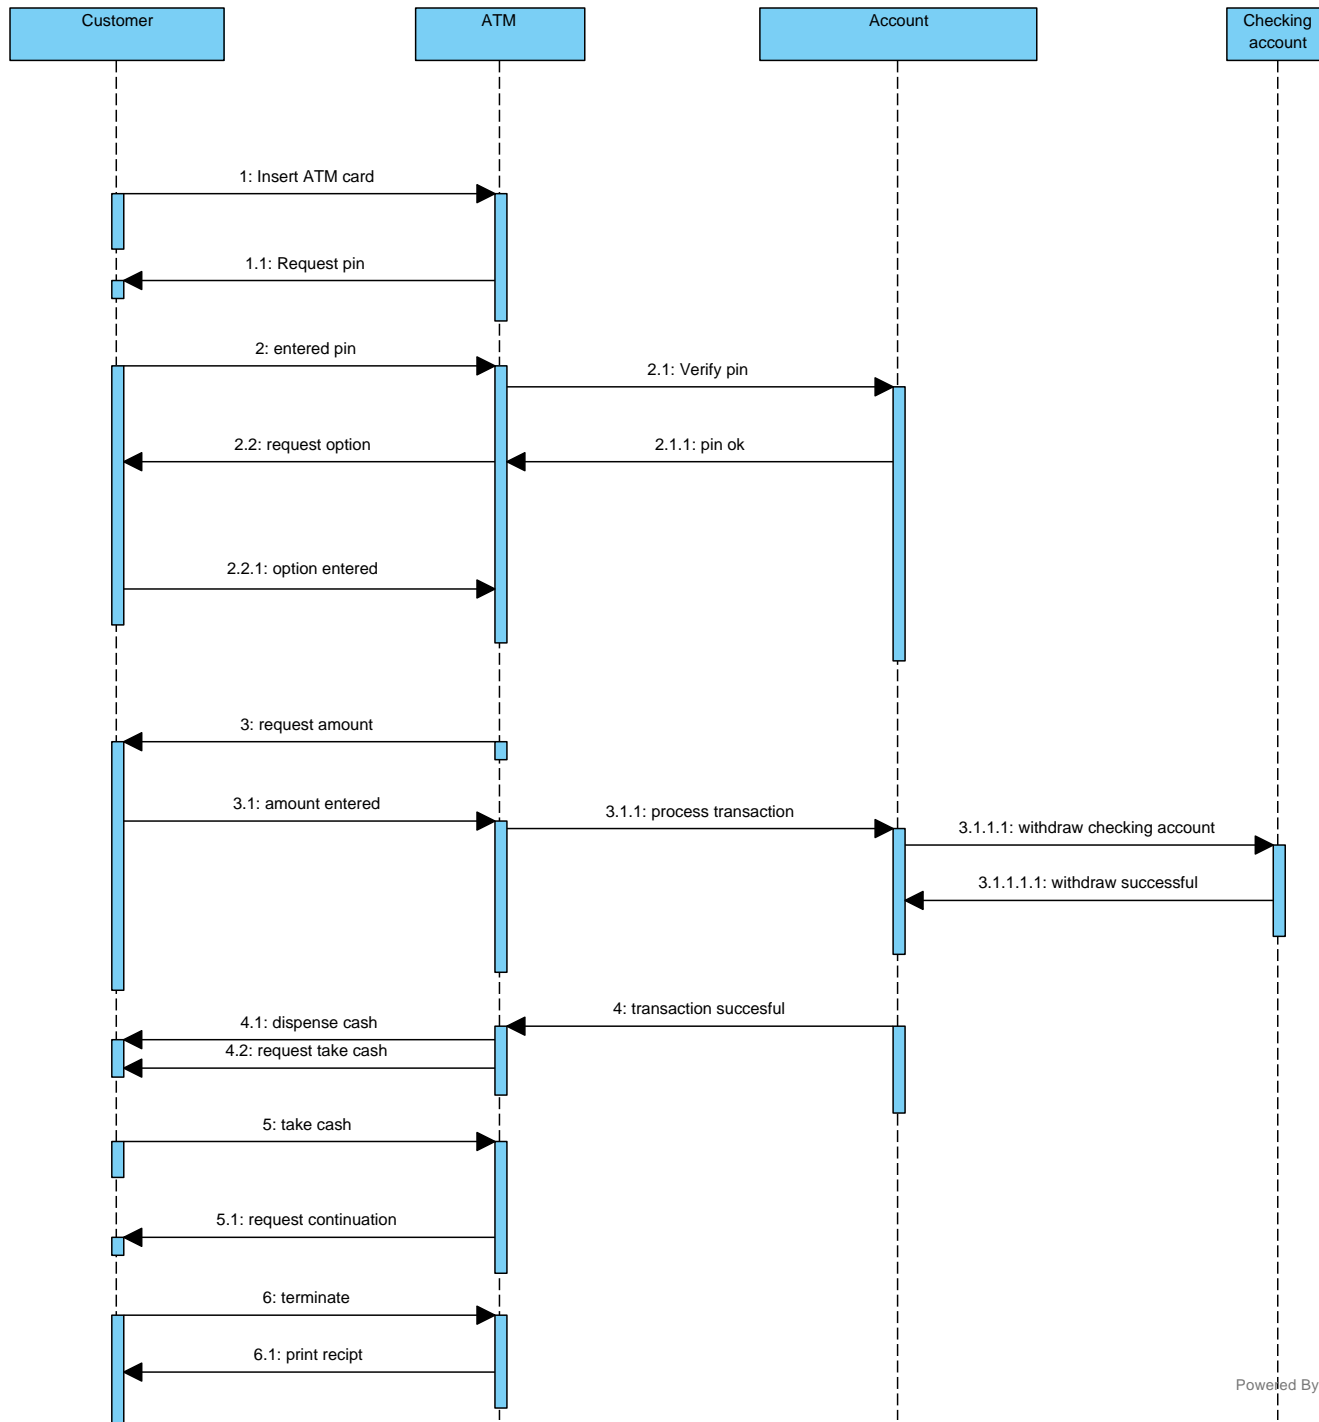 Customer
ATM
Account
Checking
account
1: Insert ATM card
1.1: Request pin
2: entered pin
2.1: Verify pin
2.2: request option
2.1.1: pin ok
2.2.1: option entered
3: request amount
3.1: amount entered
3.1.1: process transaction
3.1.1.1: withdraw checking account
3.1.1.1.1: withdraw successful
4: transaction succesful
4.1: dispense cash
4.2: request take cash
5: take cash
5.1: request continuation
6: terminate
6.1: print recipt
Powered By